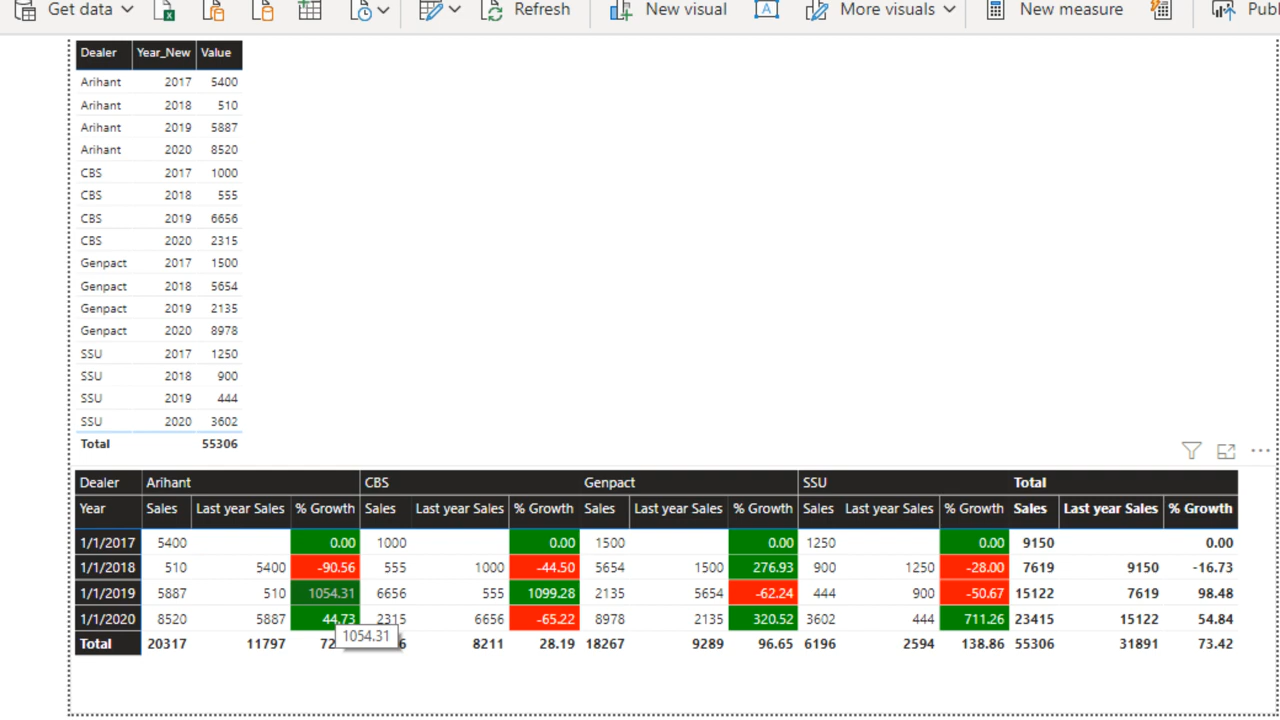 Get data Refresh New visual More visuals New measure Publ
Dealer Year_New Value
Arihant 2017 5400
Arihant 2018 510
Arihant 2019 5887
Arihant 2020 8520
CBS 2017 1000
CBS 2018 555
CBS 2019 6656
CBS 2020 2315
Genpact 2017 1500
Genpact 2018 5654
Genpact 2019 2135
Genpact 2020 8978
SSU 2017 1250
SSU 2018 900
SSU 2019 444
SSU 2020 3602
Total 55306
Dealer Arihant CBS Genpact SSU Total
Year Sales Last year Sales % Growth Sales Last year Sales % Growth Sales Last year Sales % Growth Sales Last year Sales % Growth Sales Last year Sales % Growth
1/1/2017 5400 0.00 1000 0.00 1500 0.00 1250 0.00 9150 0.00
1/1/2018 510 5400 -90.56 555 1000 -44.50 5654 1500 276.93 900 1250 -28.00 7619 9150 -16.73
1/1/2019 5887 510 1054.31 6656 555 1099.28 2135 5654 -62.24 444 900 -50.67 15122 7619 98.48
1/1/2020 8520 5887 44.73 2315 6656 -65.22 8978 2135 320.52 3602 444 711.26 23415 15122 54.84
1054.31
Total 20317 11797 8211 28.19 18267 9289 96.65 6196 2594 138.86 55306 31891 73.42